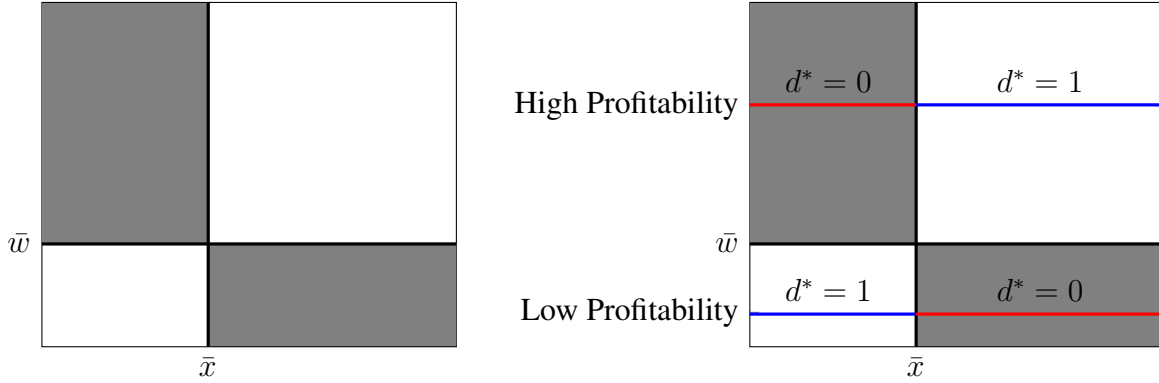 w̄
x̄
High Profitability
d* = 0
d* = 1
w̄
Low Profitability
d* = 1
d* = 0
x̄